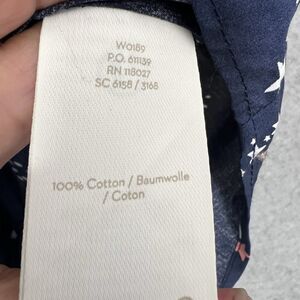 W0189
P.O. 611139
RN 118027
SC 6158 / 3168
100% Cotton / Baumwolle
/ Coton